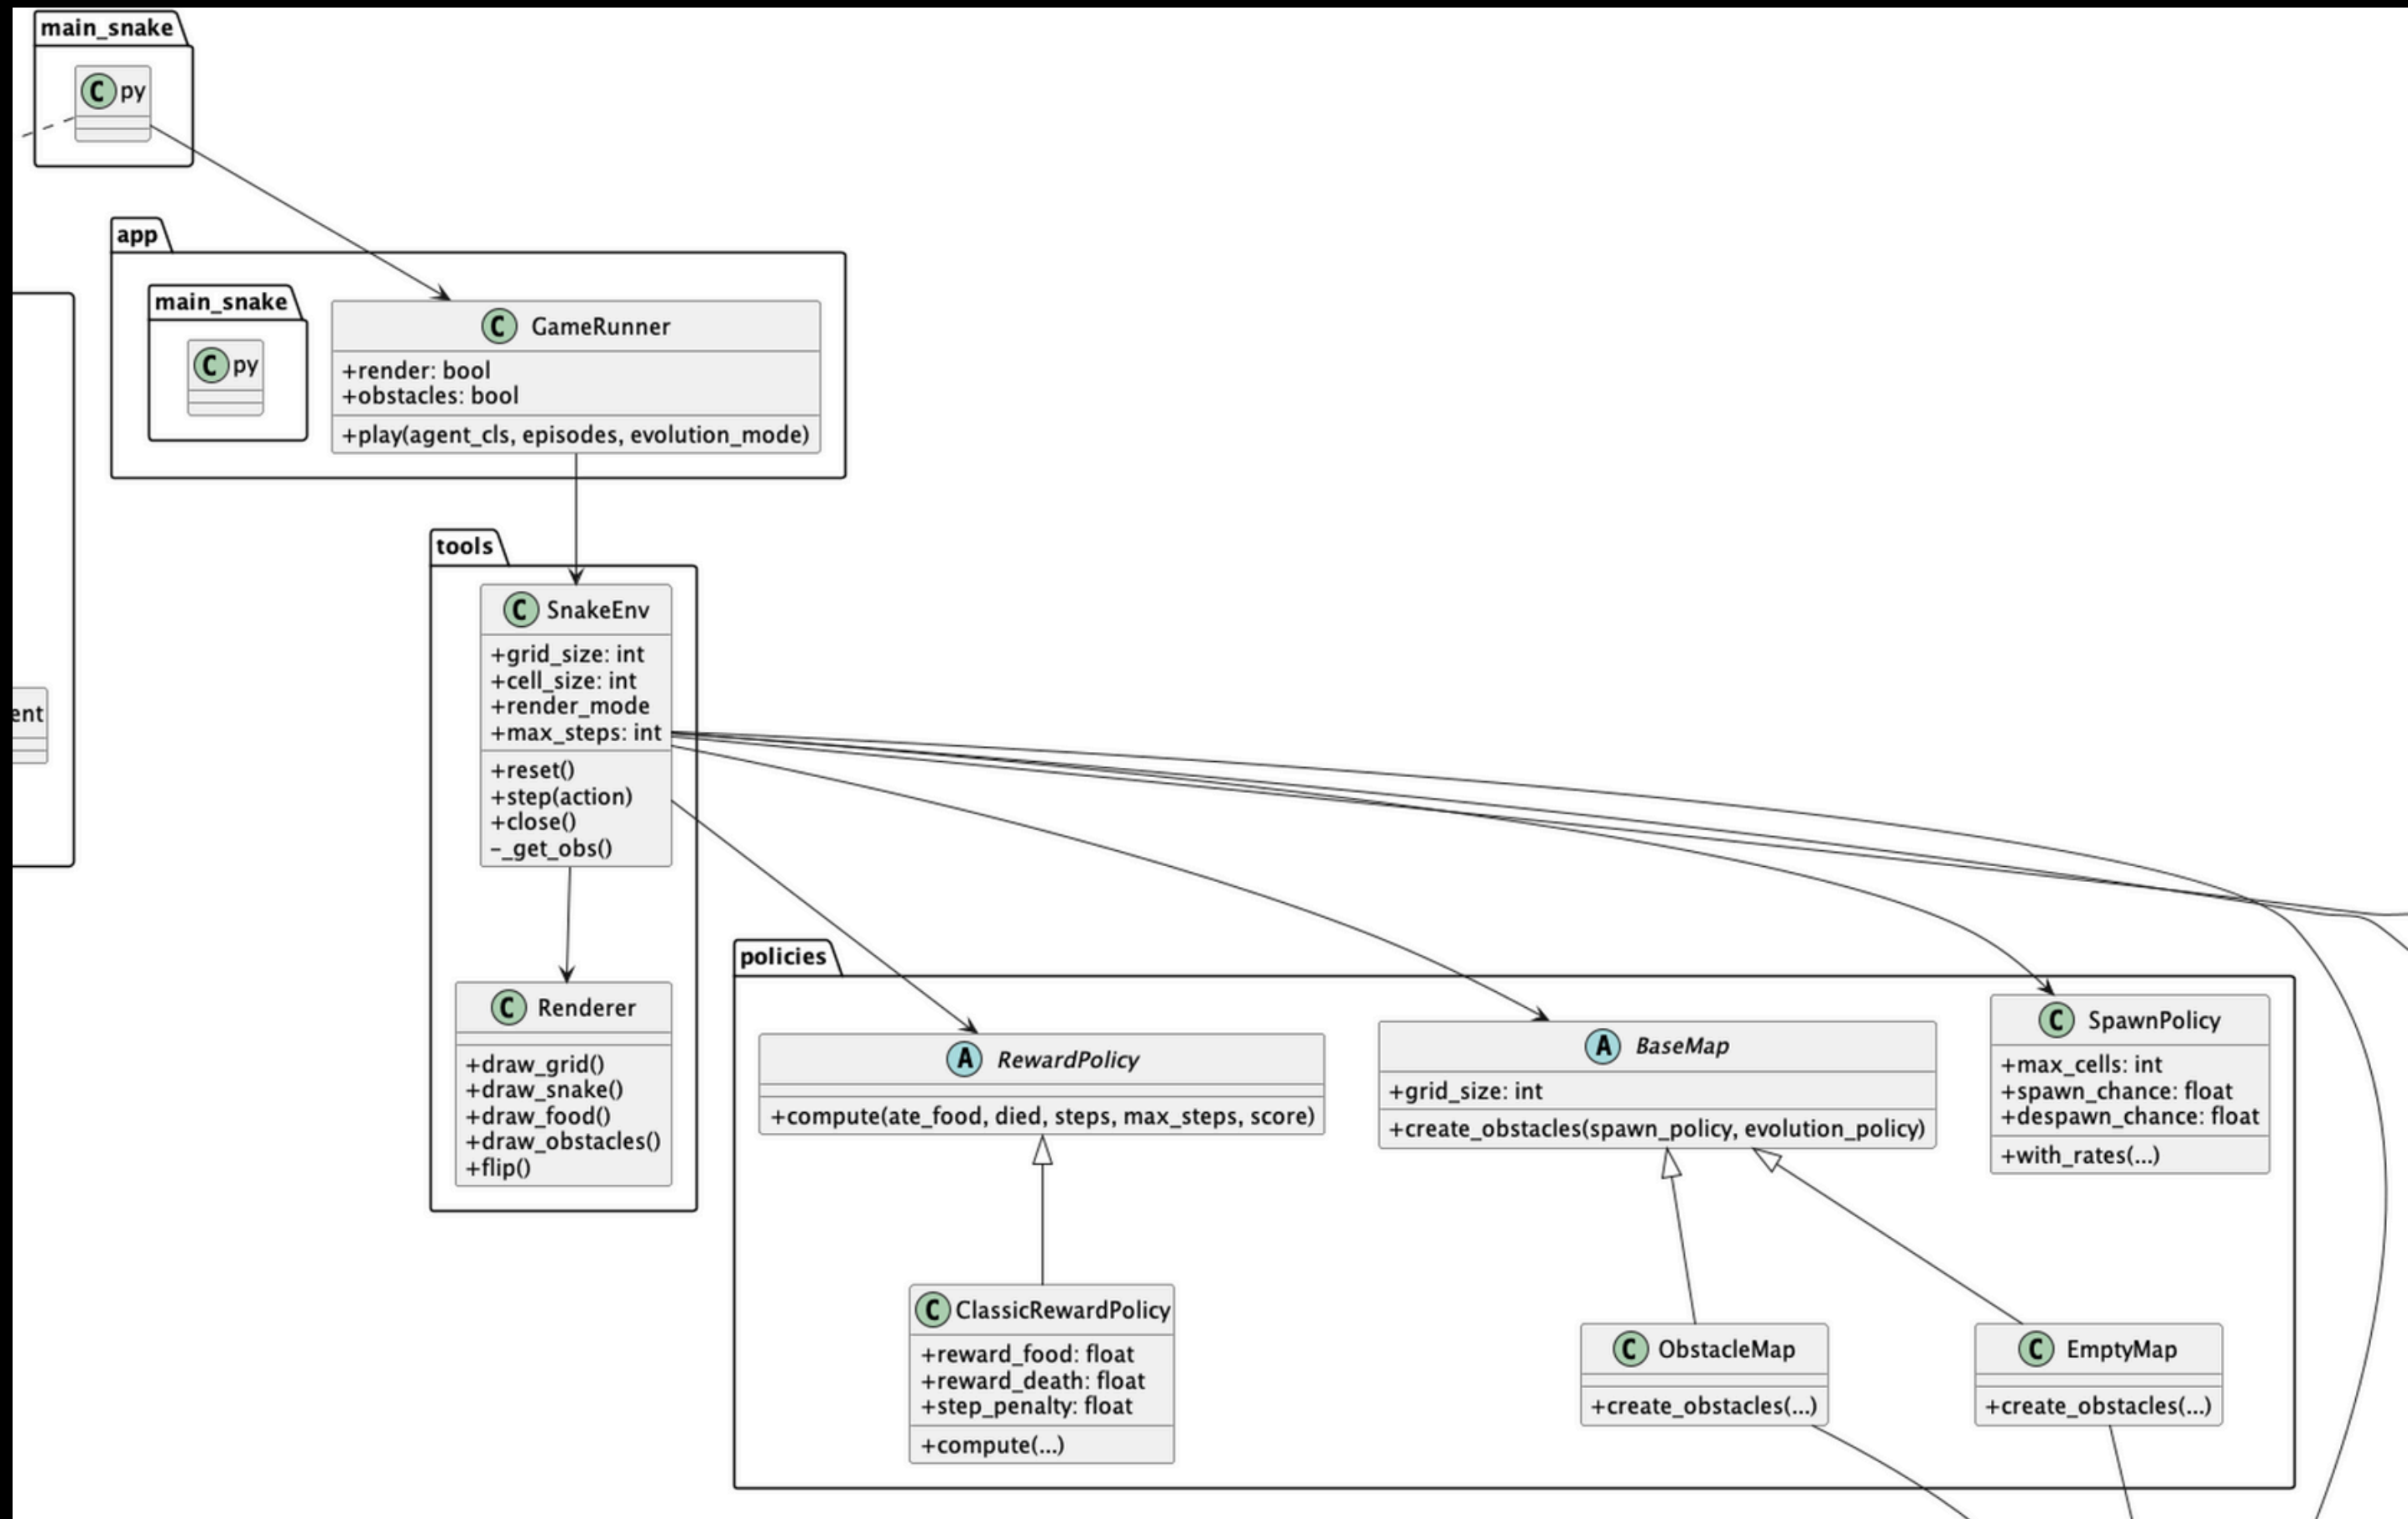 main_snake
C py
app
main_snake
C py
C GameRunner
+render: bool
+obstacles: bool
+play(agent_cls, episodes, evolution_mode)
tools
C SnakeEnv
+grid_size: int
+cell_size: int
+render_mode
+max_steps: int
+reset()
+step(action)
+close()
-_get_obs()
ent
C Renderer
+draw_grid()
+draw_snake()
+draw_food()
+draw_obstacles()
+flip()
policies
A RewardPolicy
+compute(ate_food, died, steps, max_steps, score)
A BaseMap
+grid_size: int
+create_obstacles(spawn_policy, evolution_policy)
C SpawnPolicy
+max_cells: int
+spawn_chance: float
+despawn_chance: float
+with_rates(...)
C ClassicRewardPolicy
+reward_food: float
+reward_death: float
+step_penalty: float
+compute(...)
C ObstacleMap
+create_obstacles(...)
C EmptyMap
+create_obstacles(...)